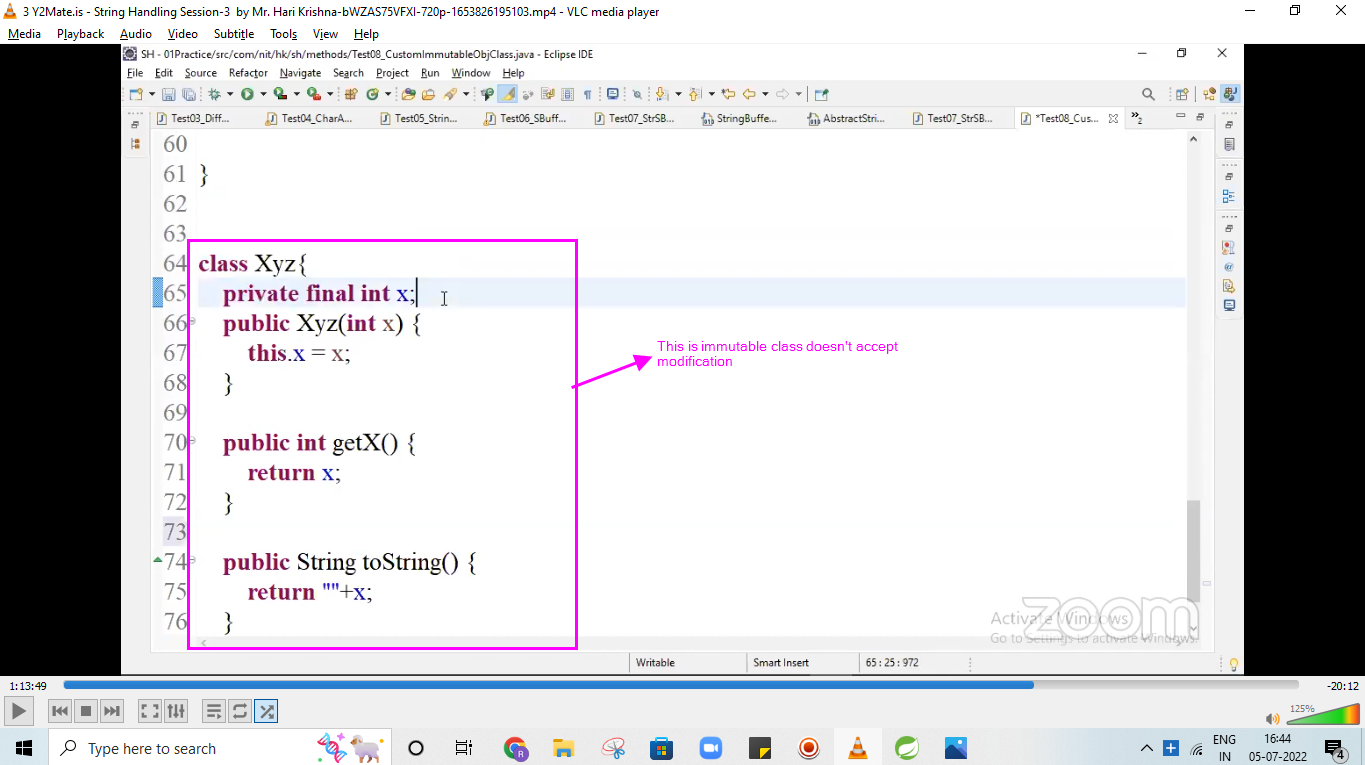 3 Y2Mate.is - String Handling Session-3 by Mr. Hari Krishna-bWZAS75VFXI-720p-1653826195103.mp4 - VLC media player
Media Playback Audio Video Subtitle Tools View Help
SH - 01Practice/src/com/nit/hk/sh/methods/Test08_CustomImmutableObjClass.java - Eclipse IDE
File Edit Source Refactor Navigate Search Project Run Window Help
Test03_Diff... Test04_CharA... Test05_Strin... Test06_SBuff... Test07_StrSB... StringBuffe... AbstractStri... Test07_StrSB... *Test08_Cus... »2
60
61 }
62
63
64 class Xyz{
65 private final int x;
66 public Xyz(int x) {
67 this.x = x;
68 }
69
70 public int getX() {
71 return x;
72 }
73
74 public String toString() {
75 return ""+x;
76 }
This is immutable class doesn't accept
modification
zoom
Activate Windows
Go to Settings to activate Windows.
Writable Smart Insert 65 : 25 : 972
1:13:49 -20:12
125%
Type here to search
ENG
IN
16:44
05-07-2022
4